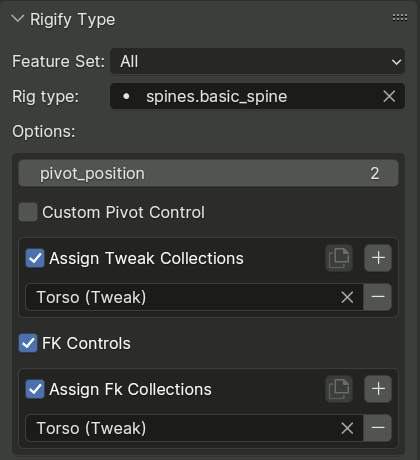 Rigify Type
Feature Set: All
Rig type: • spines.basic_spine
Options:
pivot_position 2
Custom Pivot Control
Assign Tweak Collections
Torso (Tweak)
FK Controls
Assign Fk Collections
Torso (Tweak)